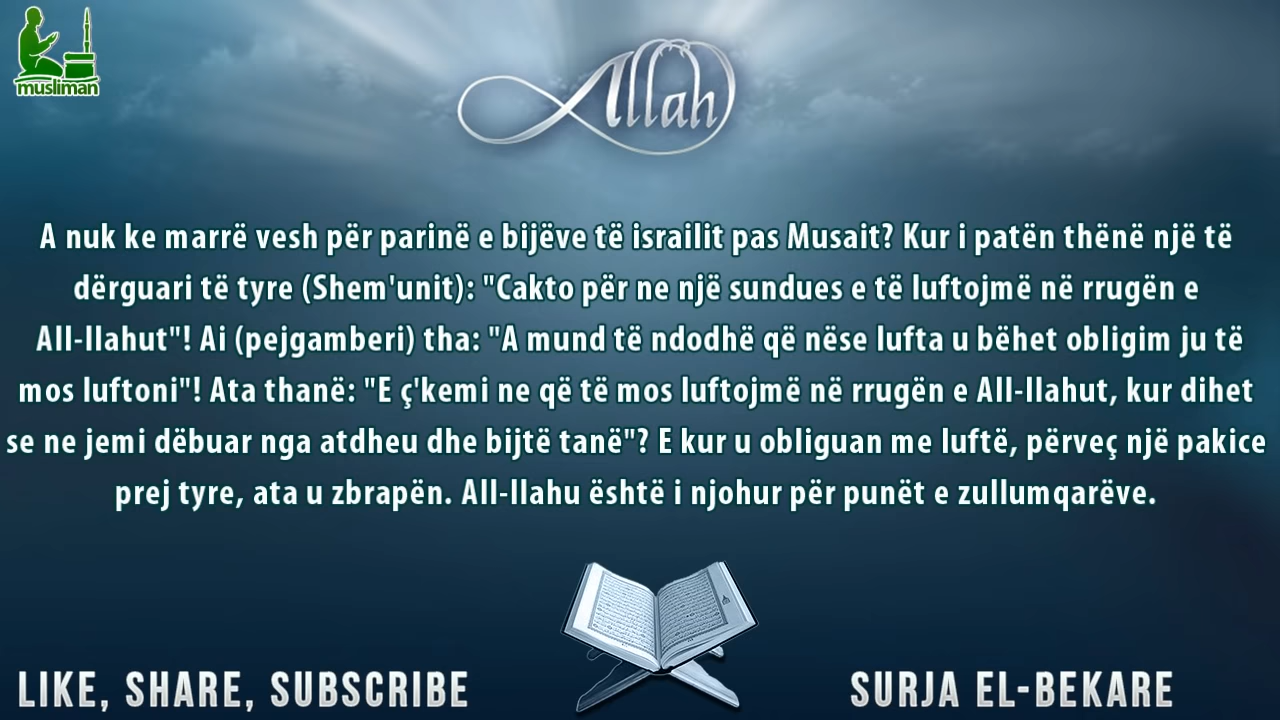 musliman
Allah
A nuk ke marrë vesh për parinë e bijëve të israilit pas Musait? Kur i patën thënë një të
dërguari të tyre (Shem'unit): "Cakto për ne një sundues e të luftojmë në rrugën e
All-llahut"! Ai (pejgamberi) tha: "A mund të ndodhë që nëse lufta u bëhet obligim ju të
mos luftoni"! Ata thanë: "E ç'kemi ne që të mos luftojmë në rrugën e All-llahut, kur dihet
se ne jemi dëbuar nga atdheu dhe bijtë tanë"? E kur u obliguan me luftë, përveç një pakice
prej tyre, ata u zbrapën. All-llahu është i njohur për punët e zullumqarëve.
LIKE, SHARE, SUBSCRIBE
SURJA EL-BEKARE